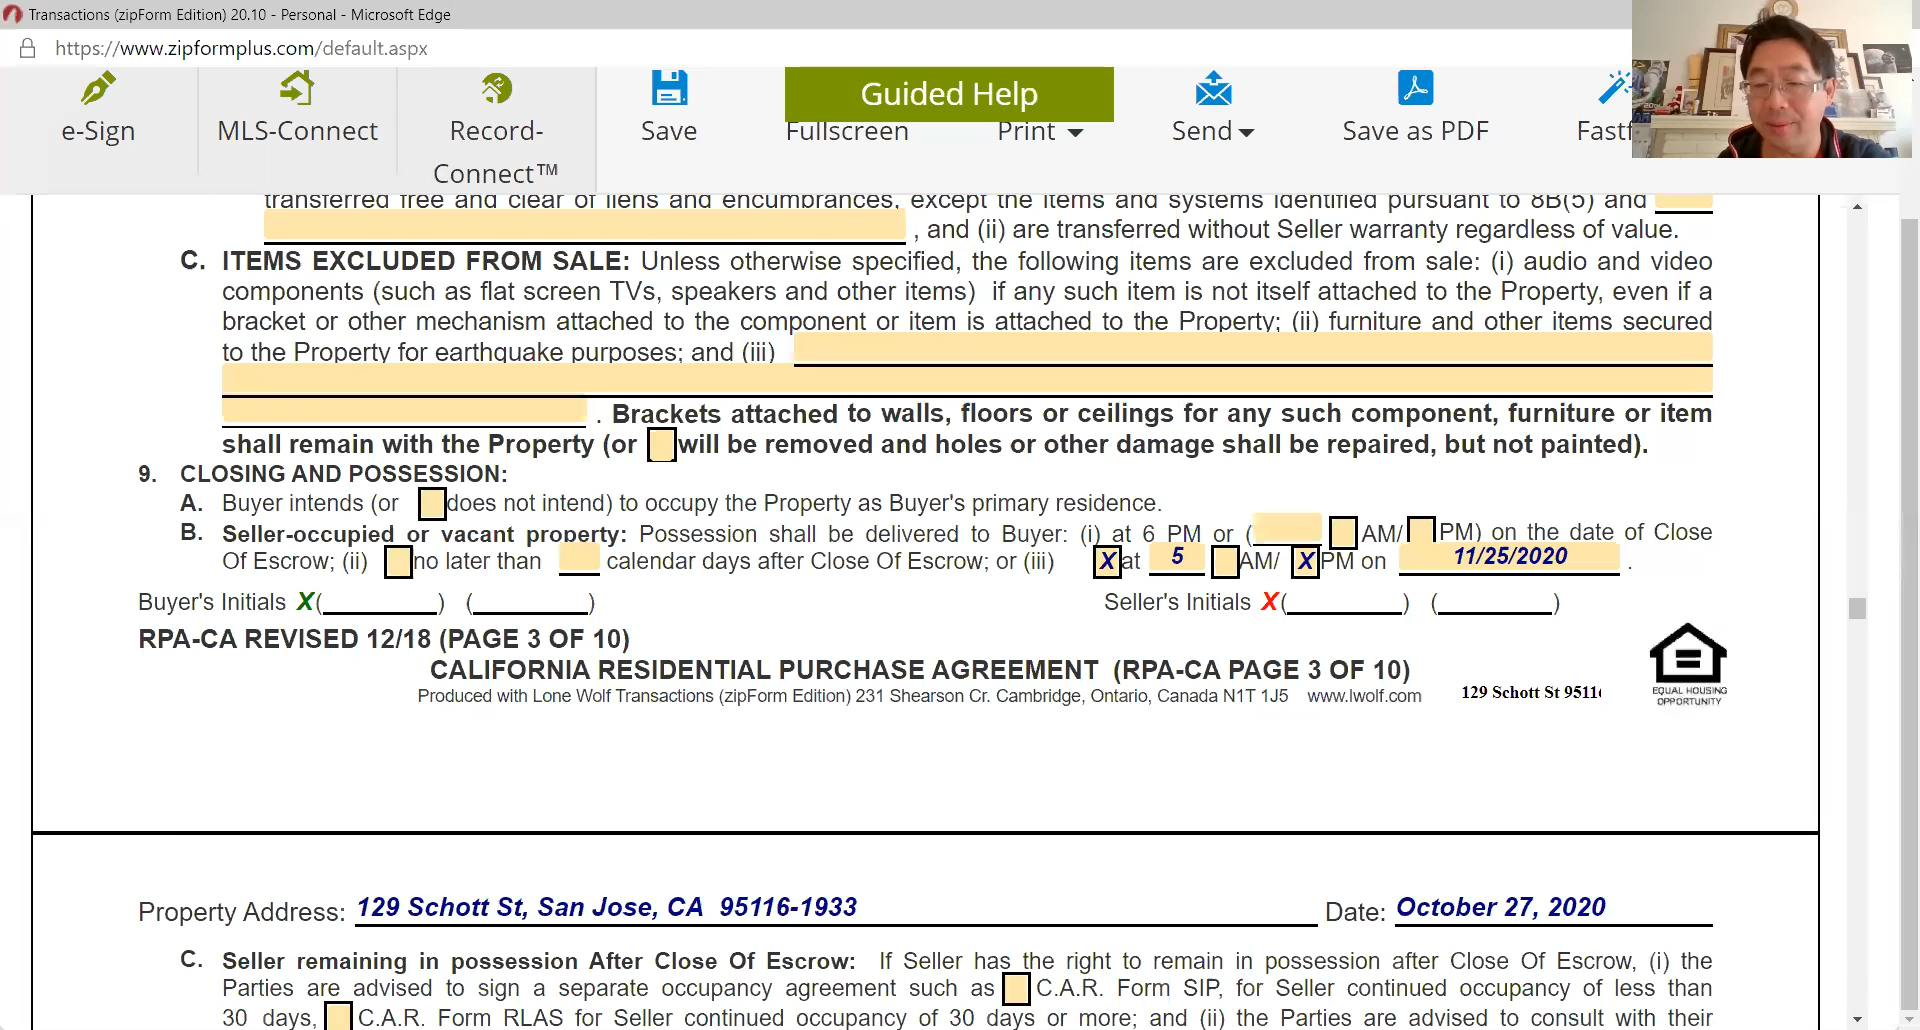 Transactions (zipForm Edition) 20.10 - Personal - Microsoft Edge
https://www.zipformplus.com/default.aspx
e-Sign
MLS-Connect
Record-
Connect™
Save
Guided Help
Fullscreen
Print
Send
Save as PDF
Fastf
transferred free and clear of liens and encumbrances, except the items and systems identified pursuant to 8B(5) and
, and (ii) are transferred without Seller warranty regardless of value.
C. ITEMS EXCLUDED FROM SALE: Unless otherwise specified, the following items are excluded from sale: (i) audio and video
components (such as flat screen TVs, speakers and other items) if any such item is not itself attached to the Property, even if a
bracket or other mechanism attached to the component or item is attached to the Property; (ii) furniture and other items secured
to the Property for earthquake purposes; and (iii)
. Brackets attached to walls, floors or ceilings for any such component, furniture or item
shall remain with the Property (or will be removed and holes or other damage shall be repaired, but not painted).
9. CLOSING AND POSSESSION:
A. Buyer intends (or does not intend) to occupy the Property as Buyer's primary residence.
B. Seller-occupied or vacant property: Possession shall be delivered to Buyer: (i) at 6 PM or ( AM/ PM) on the date of Close
Of Escrow; (ii) no later than calendar days after Close Of Escrow; or (iii) X at 5 AM/ X PM on 11/25/2020 .
Buyer's Initials X( ) ( ) Seller's Initials X( ) ( )
RPA-CA REVISED 12/18 (PAGE 3 OF 10)
CALIFORNIA RESIDENTIAL PURCHASE AGREEMENT (RPA-CA PAGE 3 OF 10)
Produced with Lone Wolf Transactions (zipForm Edition) 231 Shearson Cr. Cambridge, Ontario, Canada N1T 1J5 www.lwolf.com
129 Schott St 95116
EQUAL HOUSING
OPPORTUNITY
Property Address: 129 Schott St, San Jose, CA 95116-1933 Date: October 27, 2020
C. Seller remaining in possession After Close Of Escrow: If Seller has the right to remain in possession after Close Of Escrow, (i) the
Parties are advised to sign a separate occupancy agreement such as C.A.R. Form SIP, for Seller continued occupancy of less than
30 days, C.A.R. Form RLAS for Seller continued occupancy of 30 days or more; and (ii) the Parties are advised to consult with their